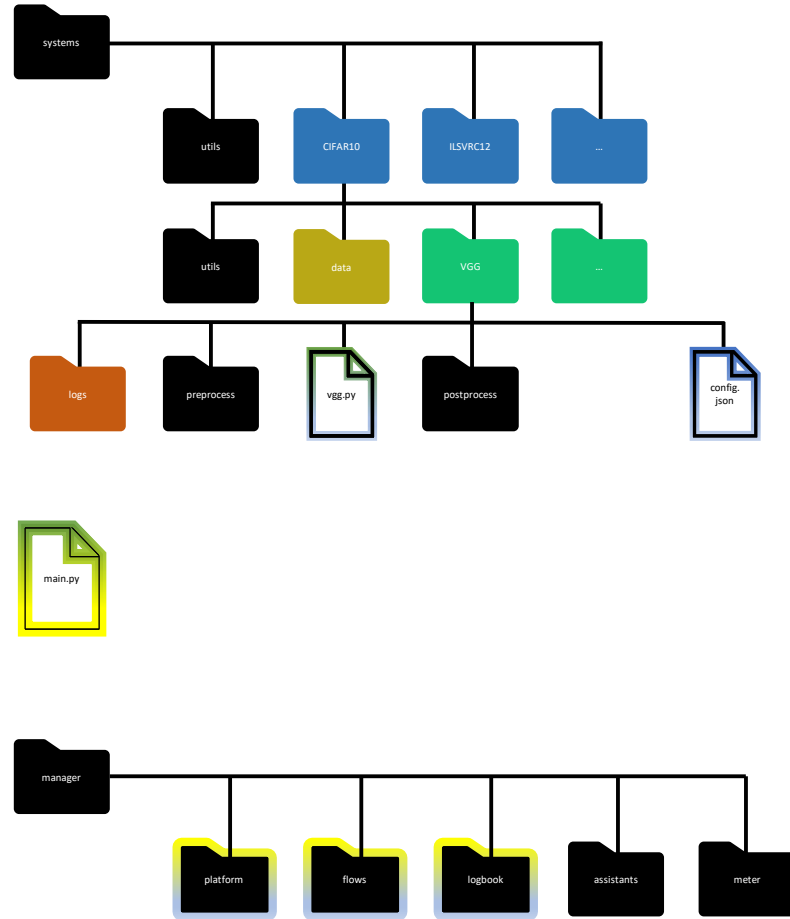 systems
utils
CIFAR10
ILSVRC12
...
utils
data
VGG
...
logs
preprocess
vgg.py
postprocess
config.
json
main.py
manager
platform
flows
logbook
assistants
meter